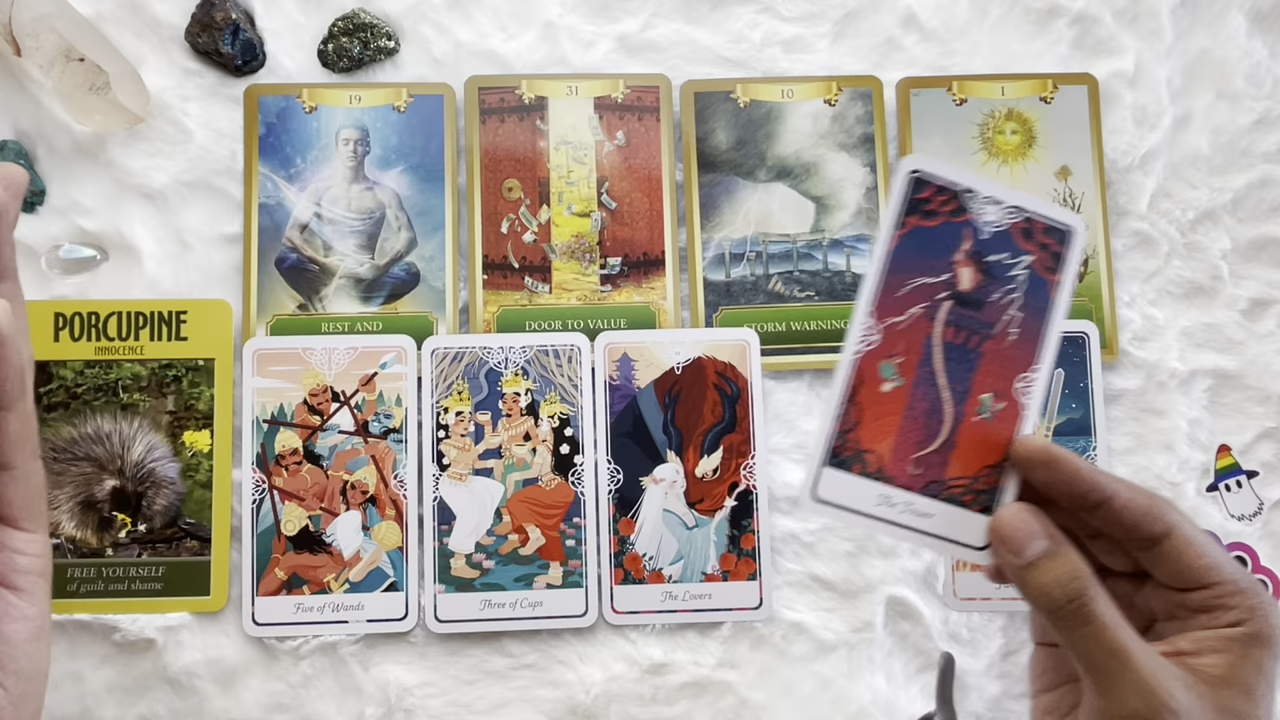 19
31
10
1
REST AND
DOOR TO VALUE
STORM WARNING
PORCUPINE
INNOCENCE
FREE YOURSELF
of guilt and shame
Five of Wands
Three of Cups
The Lovers